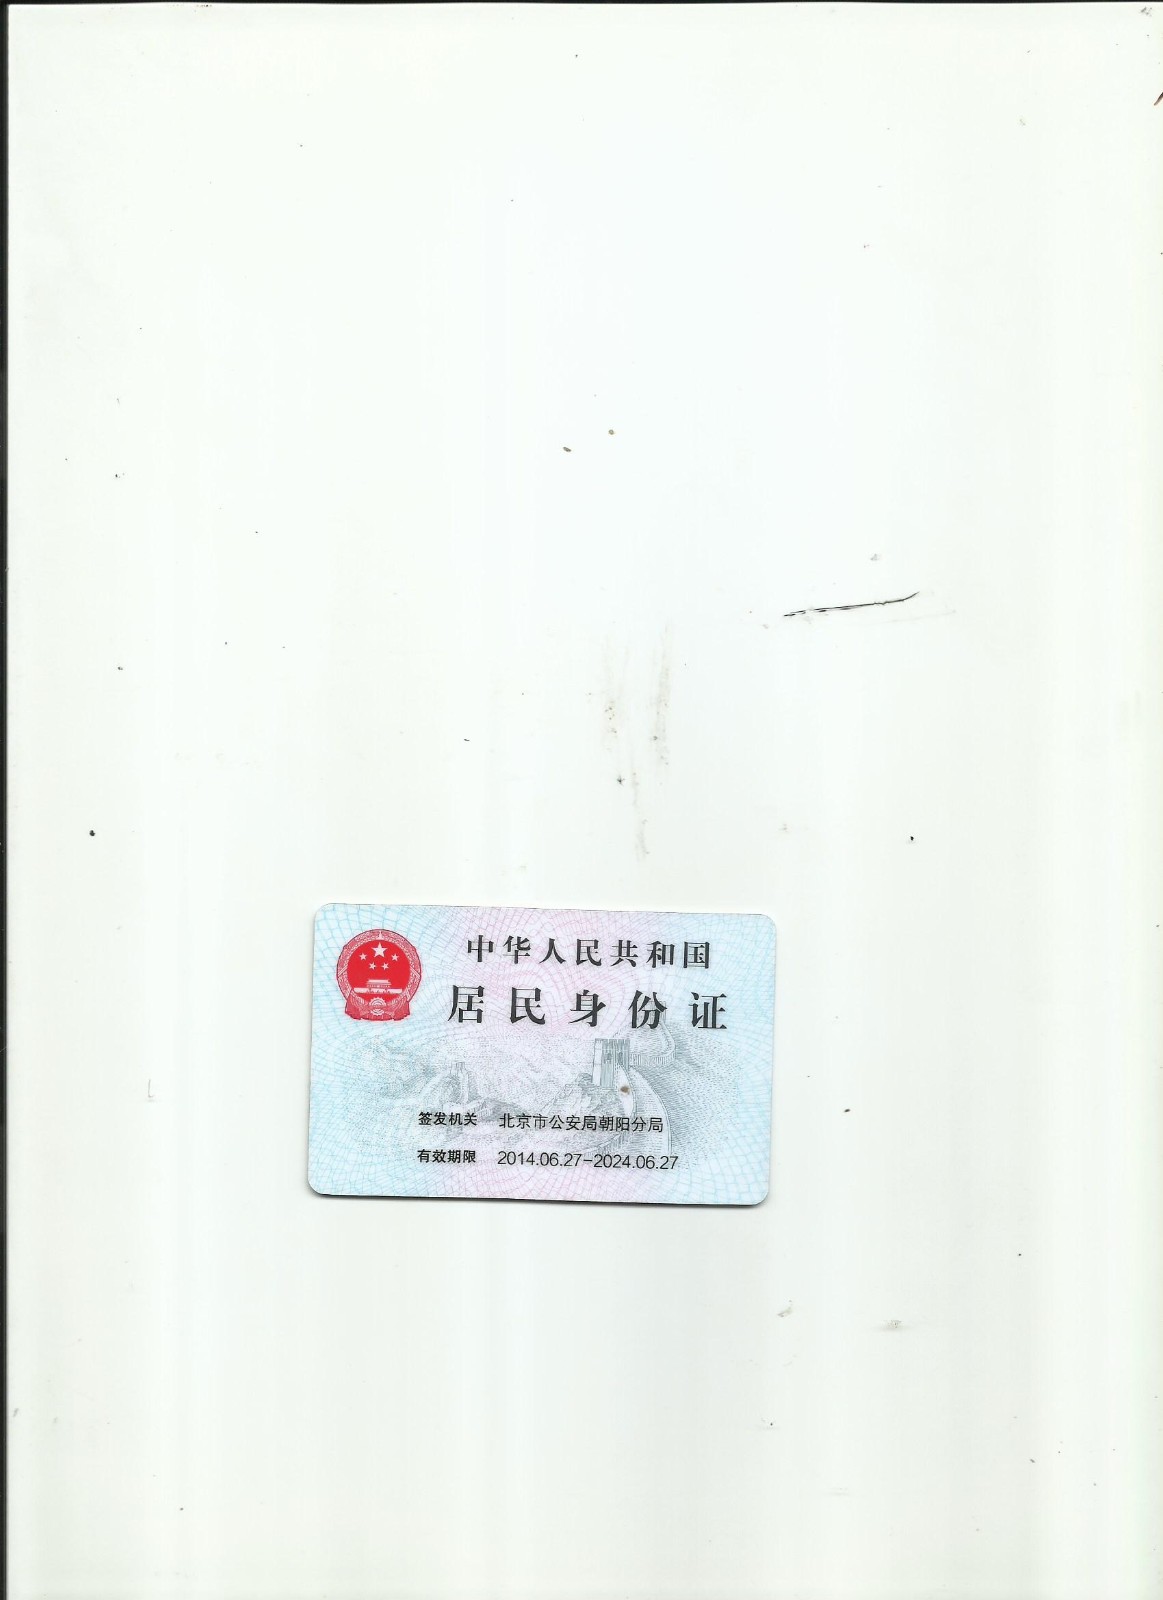 中华人民共和国
居民身份证
签发机关 北京市公安局朝阳分局
有效期限 2014.06.27-2024.06.27